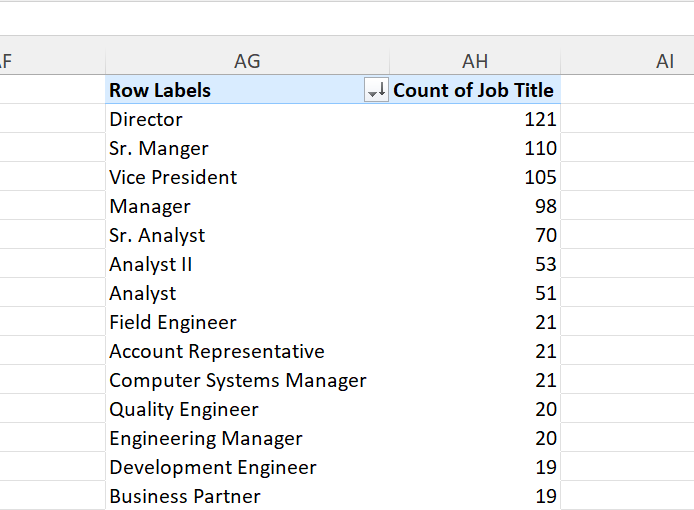 F AG AH AI
Row Labels Count of Job Title
Director 121
Sr. Manger 110
Vice President 105
Manager 98
Sr. Analyst 70
Analyst II 53
Analyst 51
Field Engineer 21
Account Representative 21
Computer Systems Manager 21
Quality Engineer 20
Engineering Manager 20
Development Engineer 19
Business Partner 19